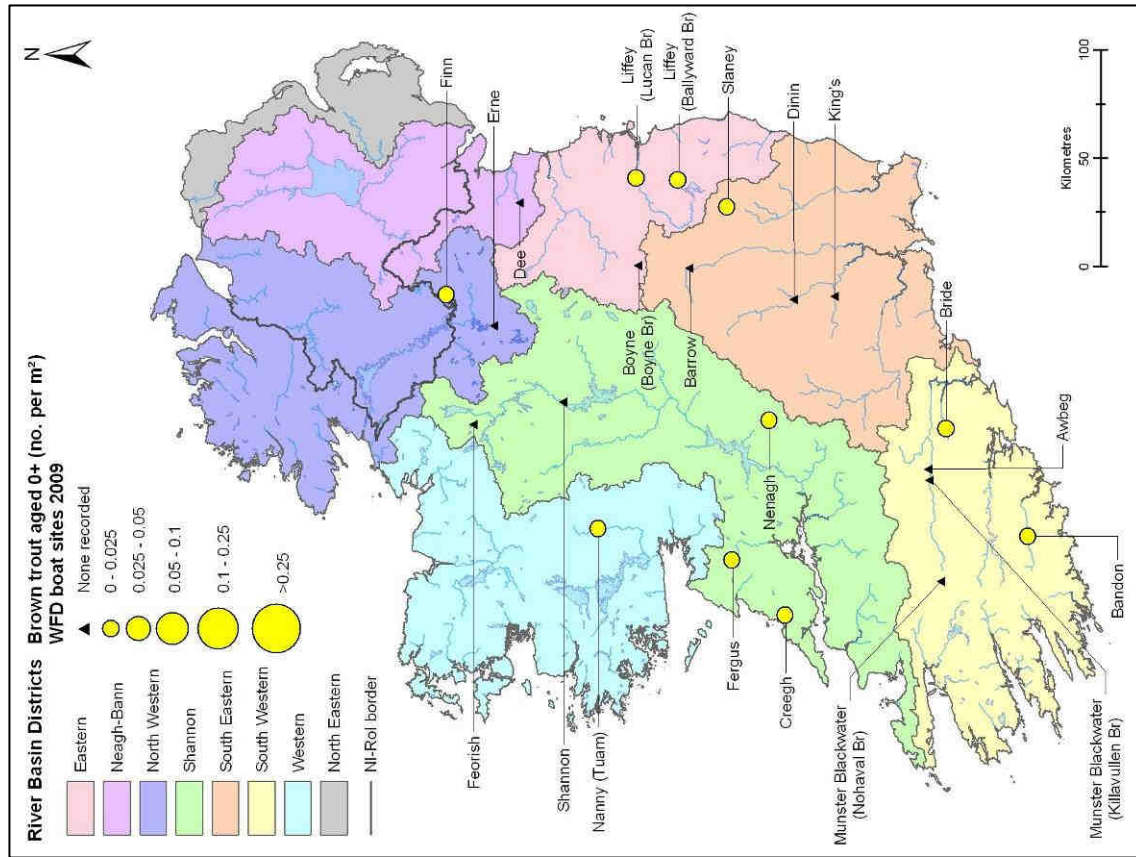 River Basin Districts
Eastern
Neagh-Bann
North Western
Shannon
South Eastern
South Western
Western
North Eastern
NI-RoI border
Brown trout aged 0+ (no. per m²)
WFD boat sites 2009
None recorded
0 - 0.025
0.025 - 0.05
0.05 - 0.1
0.1 - 0.25
>0.25
N
Finn
Erne
Dee
Liffey
(Lucan Br)
Liffey
(Ballyward Br)
Slaney
Dinin
King's
Boyne
(Boyne Br)
Barrow
Feorish
Shannon
Nanny (Tuam)
Fergus
Creegh
Nenagh
Munster Blackwater
(Nohaval Br)
Munster Blackwater
(Killavullen Br)
Bandon
Awbeg
Bride
0
50
100
Kilometres